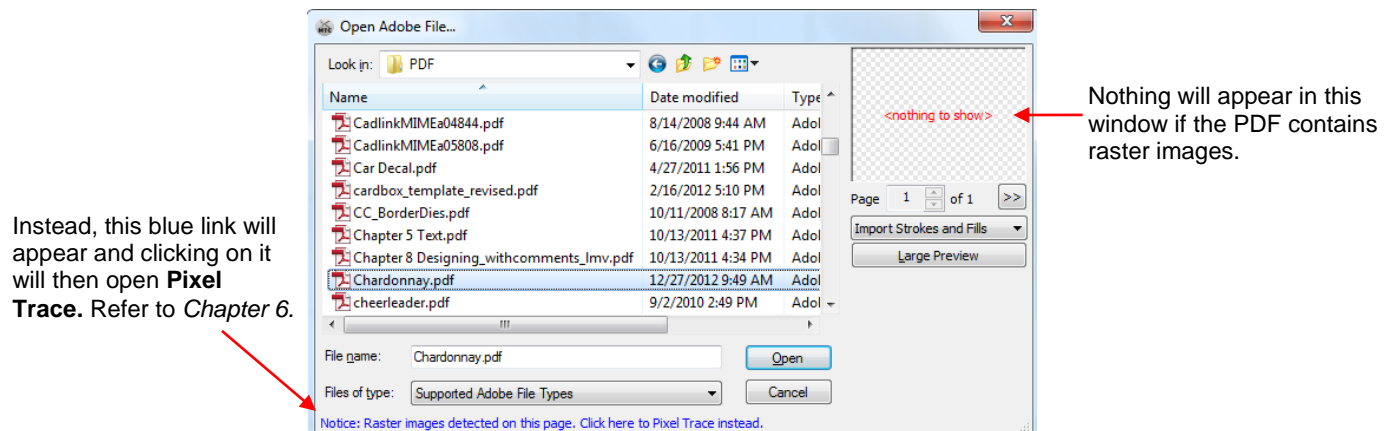 Open Adobe File...
Look in: PDF
Name Date modified Type
CadlinkMIMEa04844.pdf 8/14/2008 9:44 AM Adol
CadlinkMIMEa05808.pdf 6/16/2009 5:41 PM Adol
Car Decal.pdf 4/27/2011 1:56 PM Adol
cardbox_template_revised.pdf 2/16/2012 5:10 PM Adol
CC_BorderDies.pdf 10/11/2008 8:17 AM Adol
Chapter 5 Text.pdf 10/13/2011 4:37 PM Adol
Chapter 8 Designing_withcomments_lmv.pdf 10/13/2011 4:34 PM Adol
Chardonnay.pdf 12/27/2012 9:49 AM Adol
cheerleader.pdf 9/2/2010 2:49 PM Adol
File name: Chardonnay.pdf Open
Files of type: Supported Adobe File Types Cancel
Notice: Raster images detected on this page. Click here to Pixel Trace instead.
<nothing to show>
Page 1 of 1 >>
Import Strokes and Fills
Large Preview
Nothing will appear in this
window if the PDF contains
raster images.
Instead, this blue link will
appear and clicking on it
will then open Pixel
Trace. Refer to Chapter 6.